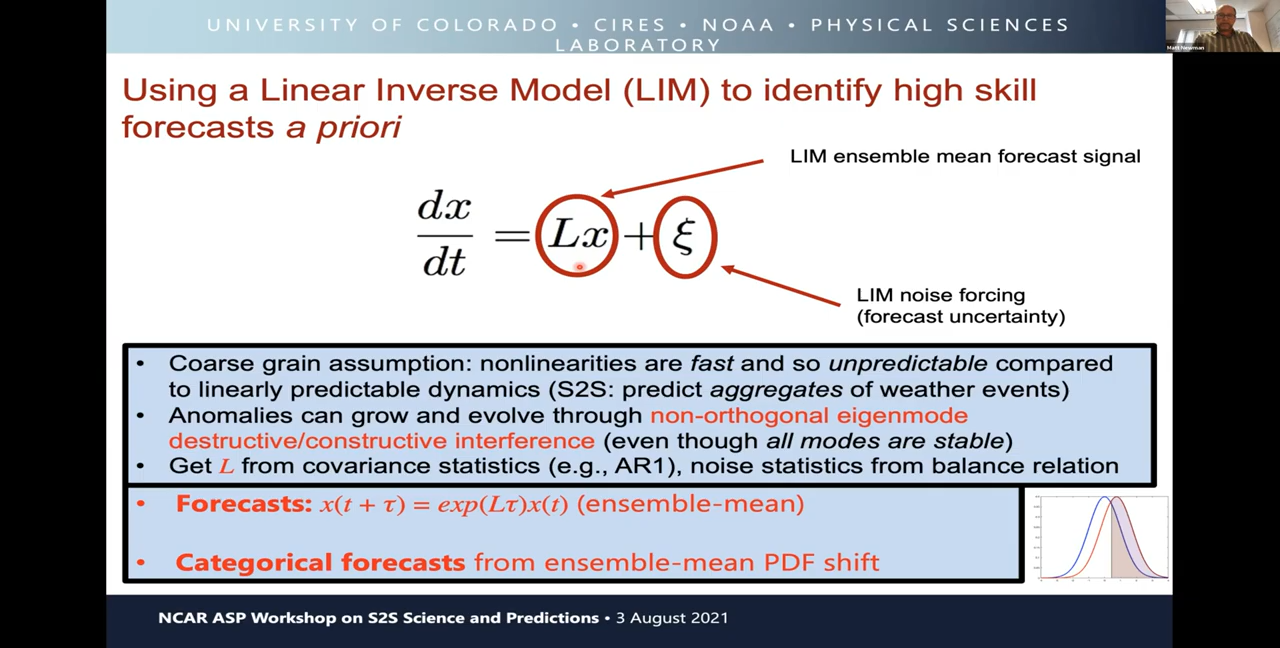 UNIVERSITY OF COLORADO • CIRES • NOAA • PHYSICAL SCIENCES
LABORATORY
Matt Newman
Using a Linear Inverse Model (LIM) to identify high skill
forecasts a priori
LIM ensemble mean forecast signal
dx/dt = Lx + ξ
LIM noise forcing
(forecast uncertainty)
• Coarse grain assumption: nonlinearities are fast and so unpredictable compared
to linearly predictable dynamics (S2S: predict aggregates of weather events)
• Anomalies can grow and evolve through non-orthogonal eigenmode
destructive/constructive interference (even though all modes are stable)
• Get L from covariance statistics (e.g., AR1), noise statistics from balance relation
• Forecasts: x(t + τ) = exp(Lτ)x(t) (ensemble-mean)
• Categorical forecasts from ensemble-mean PDF shift
NCAR ASP Workshop on S2S Science and Predictions • 3 August 2021